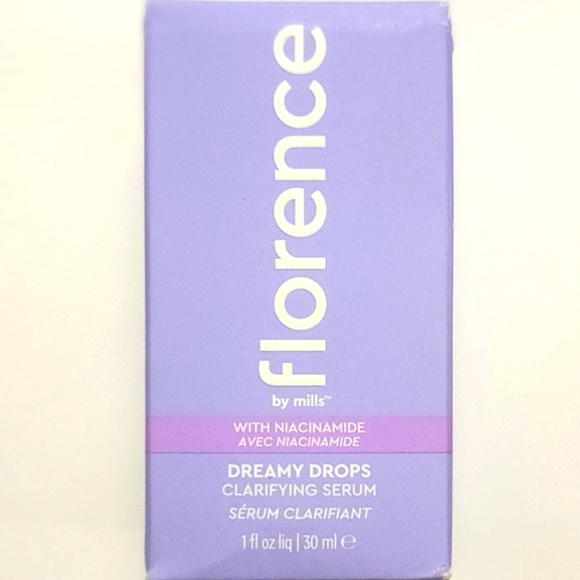 florence
by mills™
WITH NIACINAMIDE
AVEC NIACINAMIDE
DREAMY DROPS
CLARIFYING SERUM
SÉRUM CLARIFIANT
1 fl oz liq | 30 ml ℮